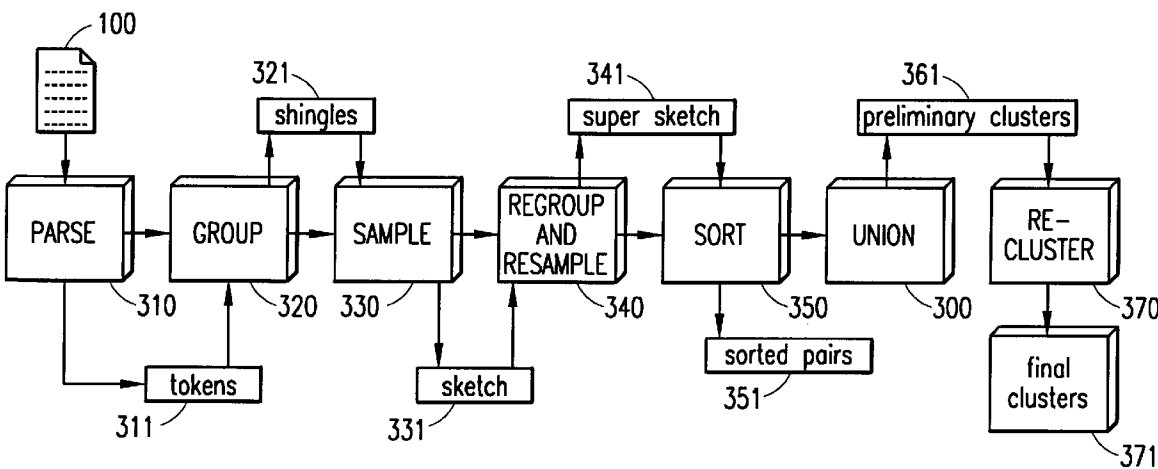 100
321
shingles
341
super sketch
361
preliminary clusters
PARSE
GROUP
SAMPLE
REGROUP
AND
RESAMPLE
SORT
UNION
RE-
CLUSTER
310
320
330
340
350
300
370
tokens
311
sketch
331
sorted pairs
351
final
clusters
371